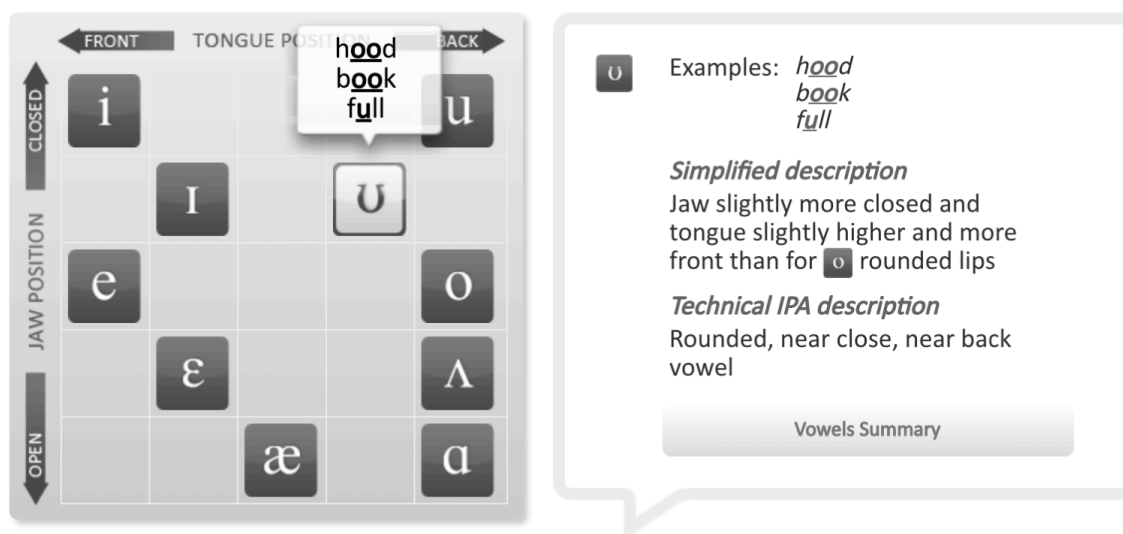 FRONT TONGUE POSITION BACK
CLOSED
JAW POSITION
OPEN
hood
book
full
i
u
ɪ
ʊ
e
o
ɛ
ʌ
æ
ɑ
ʊ Examples: hood
book
full
Simplified description
Jaw slightly more closed and
tongue slightly higher and more
front than for o rounded lips
Technical IPA description
Rounded, near close, near back
vowel
Vowels Summary